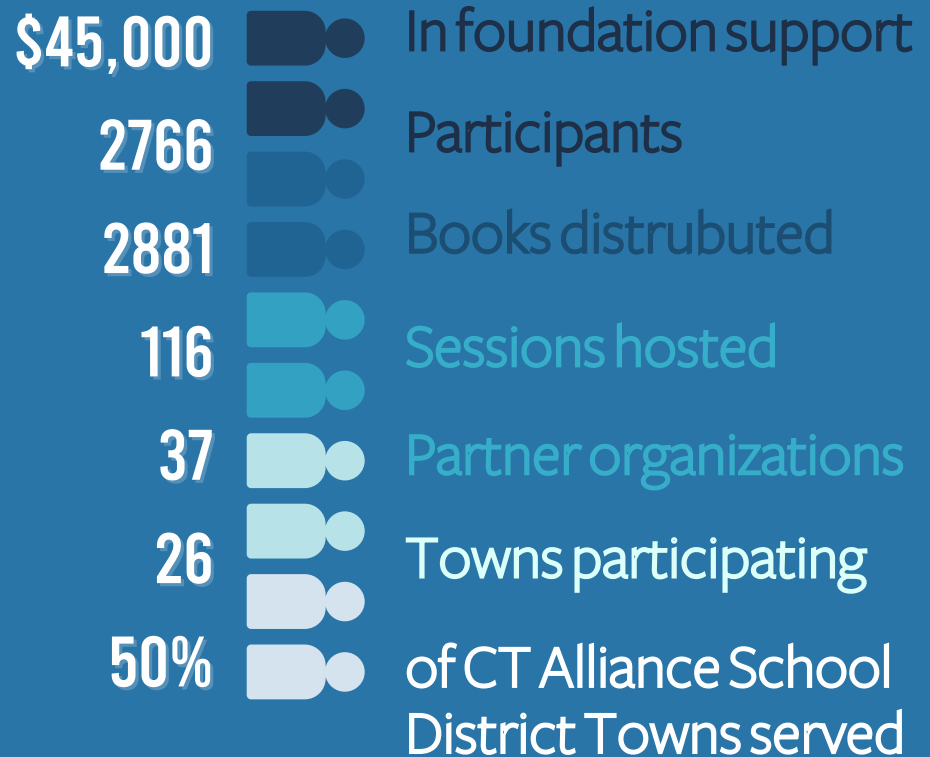 $45,000 In foundation support
2766 Participants
2881 Books distrubuted
116 Sessions hosted
37 Partner organizations
26 Towns participating
50% of CT Alliance School
District Towns served